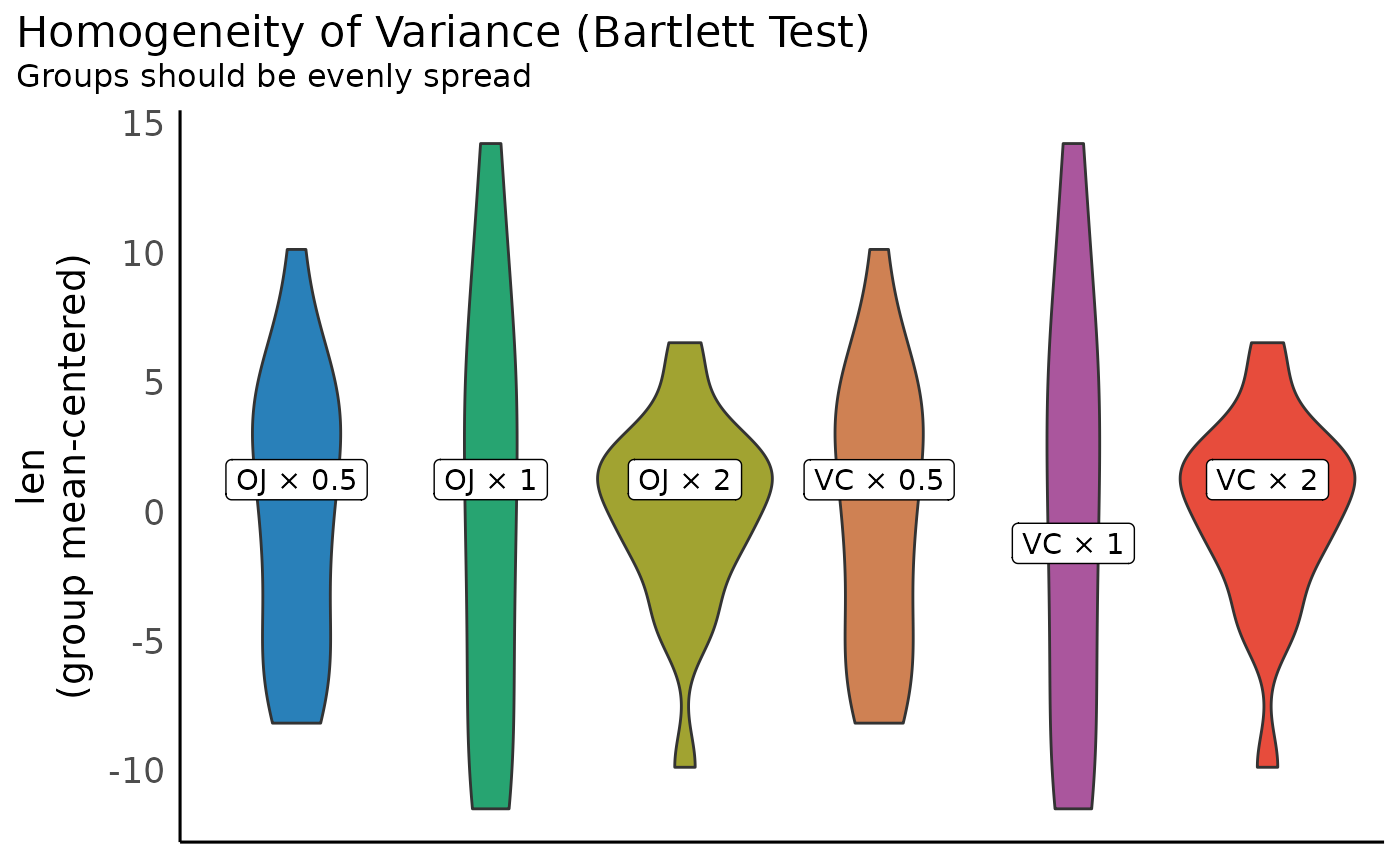 Homogeneity of Variance (Bartlett Test)
Groups should be evenly spread
15
10
5
0
-5
-10
len
(group mean-centered)
OJ × 0.5
OJ × 1
OJ × 2
VC × 0.5
VC × 1
VC × 2